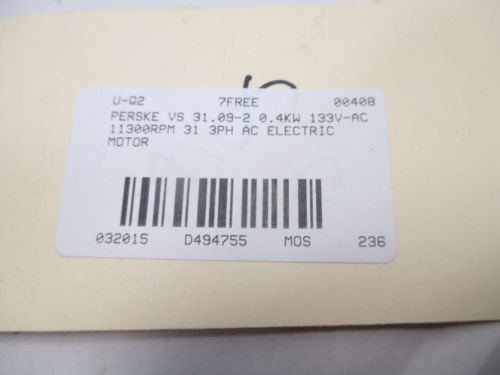 U-Q2 7FREE 00408
PERSKE VS 31.09-2 0.4KW 133V-AC
11300RPM 31 3PH AC ELECTRIC
MOTOR
032015 D494755 MOS 236